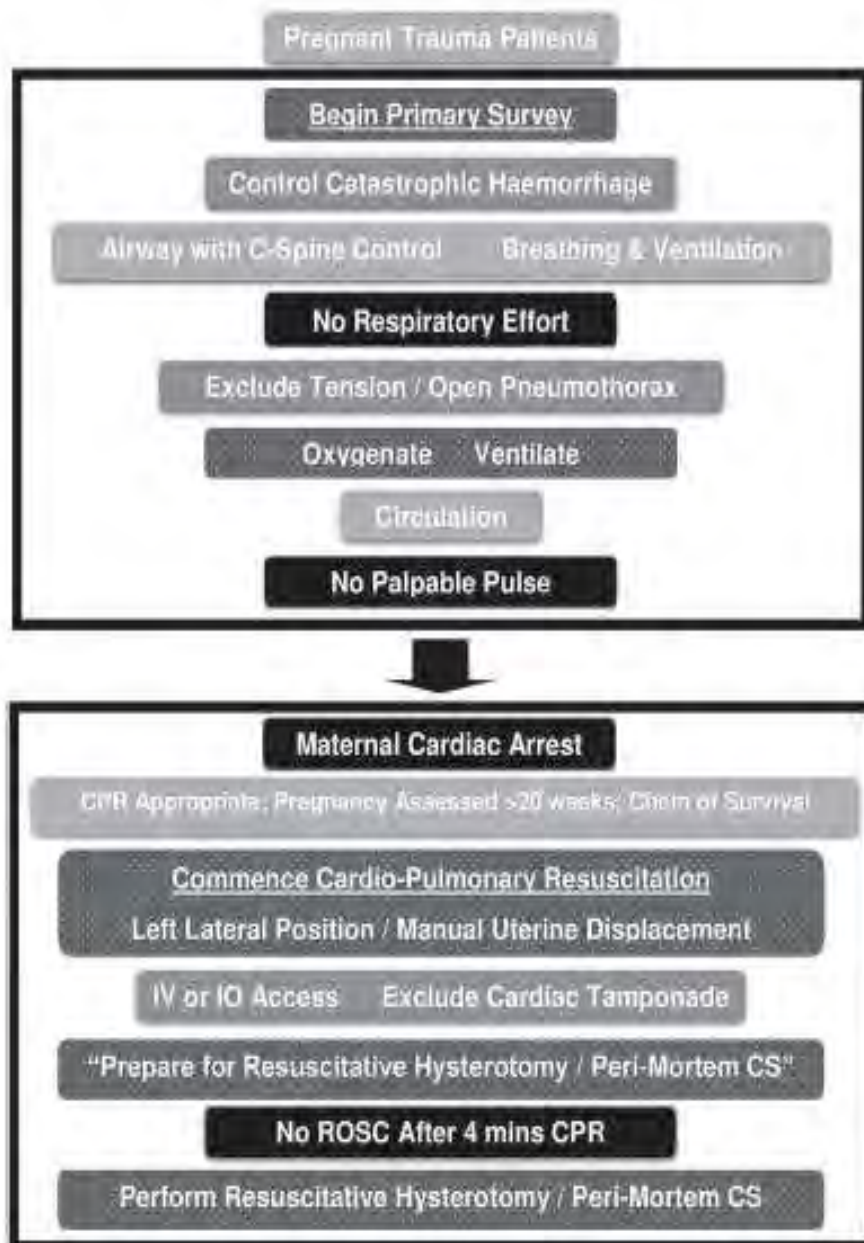 Pregnant Trauma Patients
Begin Primary Survey
Control Catastrophic Haemorrhage
Airway with C-Spine Control Breathing & Ventilation
No Respiratory Effort
Exclude Tension / Open Pneumothorax
Oxygenate Ventilate
Circulation
No Palpable Pulse
Maternal Cardiac Arrest
CPR Appropriate; Pregnancy Assessed >20 weeks; Chain of Survival
Commence Cardio-Pulmonary Resuscitation
Left Lateral Position / Manual Uterine Displacement
IV or IO Access Exclude Cardiac Tamponade
“Prepare for Resuscitative Hysterotomy / Peri-Mortem CS”
No ROSC After 4 mins CPR
Perform Resuscitative Hysterotomy / Peri-Mortem CS